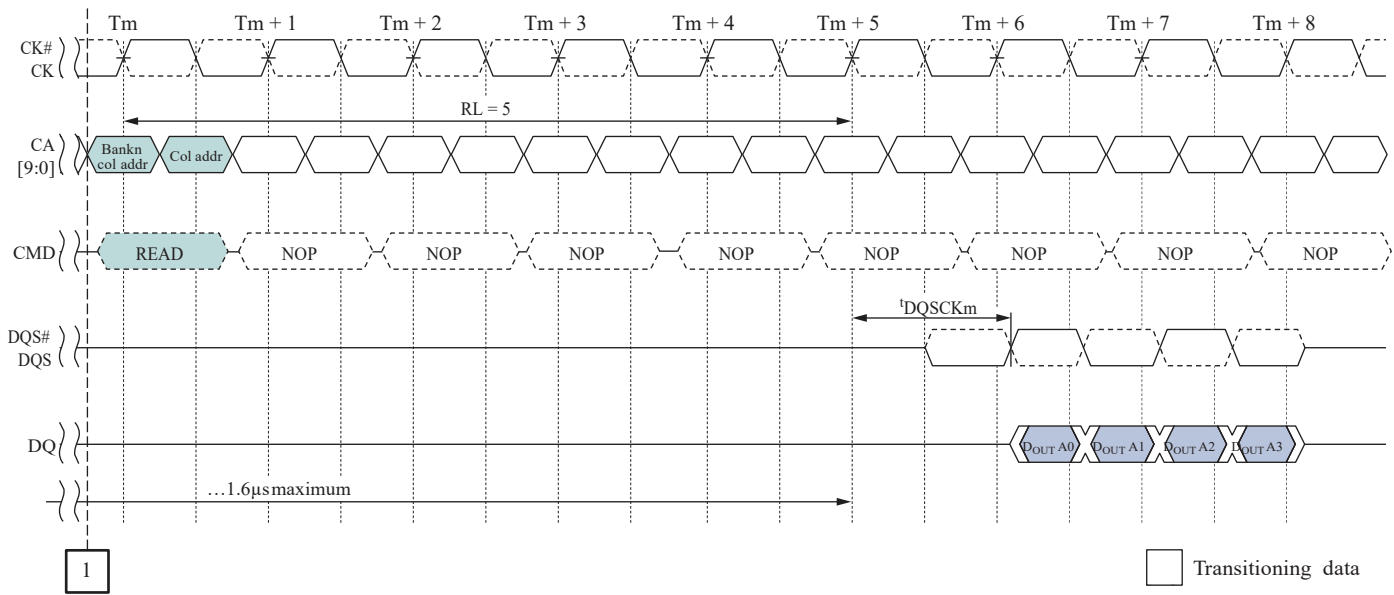 Tm Tm + 1 Tm + 2 Tm + 3 Tm + 4 Tm + 5 Tm + 6 Tm + 7 Tm + 8
CK#
CK
RL = 5
CA
[9:0]
Bankn
col addr
Col addr
CMD READ NOP NOP NOP NOP NOP NOP NOP NOP
tDQSCKm
DQS#
DQS
DQ DOUT A0 DOUT A1 DOUT A2 DOUT A3
...1.6µs maximum
1
Transitioning data